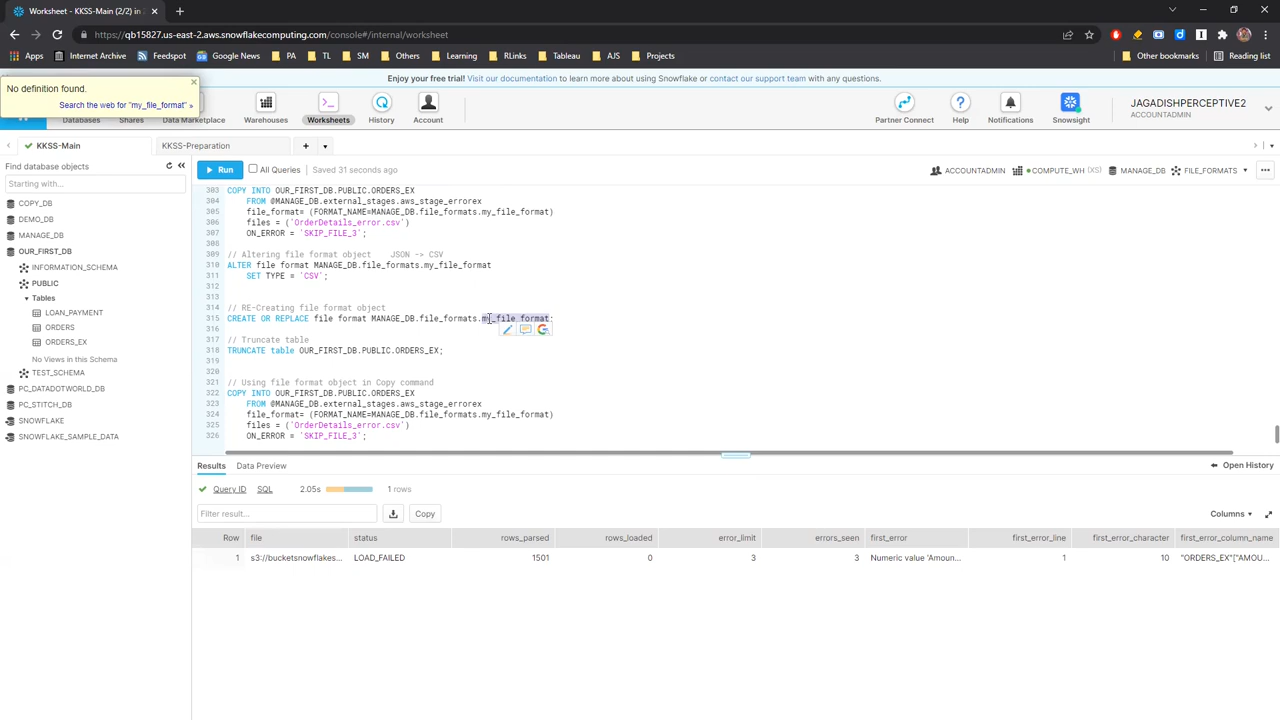 Worksheet - KKSS-Main (2/2) in
qb15827.us-east-2.aws.snowflakecomputing.com/console#/internal/worksheet
Apps Internet Archive Feedspot Google News PA TL SM Others Learning RLinks Tableau AJS Projects Other bookmarks Reading list
Enjoy your free trial! Visit our documentation to learn more about using Snowflake or contact our support team with any questions.
No definition found.
Search the web for "my_file_format" »
Databases Shares Data Marketplace Warehouses Worksheets History Account Partner Connect Help Notifications Snowsight
JAGADISHPERCEPTIVE2
ACCOUNTADMIN
KKSS-Main KKSS-Preparation
Find database objects
Starting with...
Run All Queries Saved 31 seconds ago ACCOUNTADMIN COMPUTE_WH (XS) MANAGE_DB FILE_FORMATS
COPY_DB
DEMO_DB
MANAGE_DB
OUR_FIRST_DB
INFORMATION_SCHEMA
PUBLIC
Tables
LOAN_PAYMENT
ORDERS
ORDERS_EX
No Views in this Schema
TEST_SCHEMA
PC_DATADOTWORLD_DB
PC_STITCH_DB
SNOWFLAKE
SNOWFLAKE_SAMPLE_DATA
303 COPY INTO OUR_FIRST_DB.PUBLIC.ORDERS_EX
304 FROM @MANAGE_DB.external_stages.aws_stage_errorex
305 file_format= (FORMAT_NAME=MANAGE_DB.file_formats.my_file_format)
306 files = ('OrderDetails_error.csv')
307 ON_ERROR = 'SKIP_FILE_3';
308
309 // Altering file format object JSON -> CSV
310 ALTER file format MANAGE_DB.file_formats.my_file_format
311 SET TYPE = 'CSV';
312
313
314 // RE-Creating file format object
315 CREATE OR REPLACE file format MANAGE_DB.file_formats.my_file_format;
316
317 // Truncate table
318 TRUNCATE table OUR_FIRST_DB.PUBLIC.ORDERS_EX;
319
320
321 // Using file format object in Copy command
322 COPY INTO OUR_FIRST_DB.PUBLIC.ORDERS_EX
323 FROM @MANAGE_DB.external_stages.aws_stage_errorex
324 file_format= (FORMAT_NAME=MANAGE_DB.file_formats.my_file_format)
325 files = ('OrderDetails_error.csv')
326 ON_ERROR = 'SKIP_FILE_3';
Results Data Preview Open History
Query ID SQL 2.05s 1 rows
Filter result... Copy Columns
Row file status rows_parsed rows_loaded error_limit errors_seen first_error first_error_line first_error_character first_error_column_name
1 s3://bucketsnowflakes... LOAD_FAILED 1501 0 3 3 Numeric value 'Amoun... 1 10 "ORDERS_EX"["AMOU...